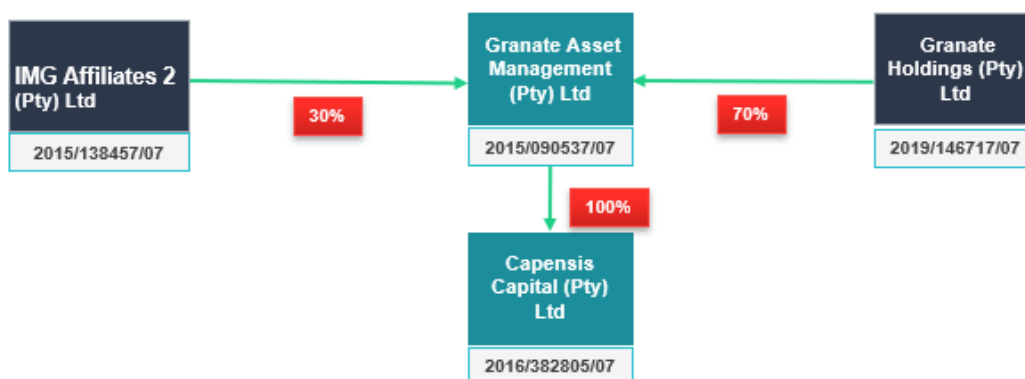 IMG Affiliates 2
(Pty) Ltd
2015/138457/07
30%
Granate Asset
Management
(Pty) Ltd
2015/090537/07
70%
Granate
Holdings (Pty)
Ltd
2019/146717/07
100%
Capensis
Capital (Pty)
Ltd
2016/382805/07